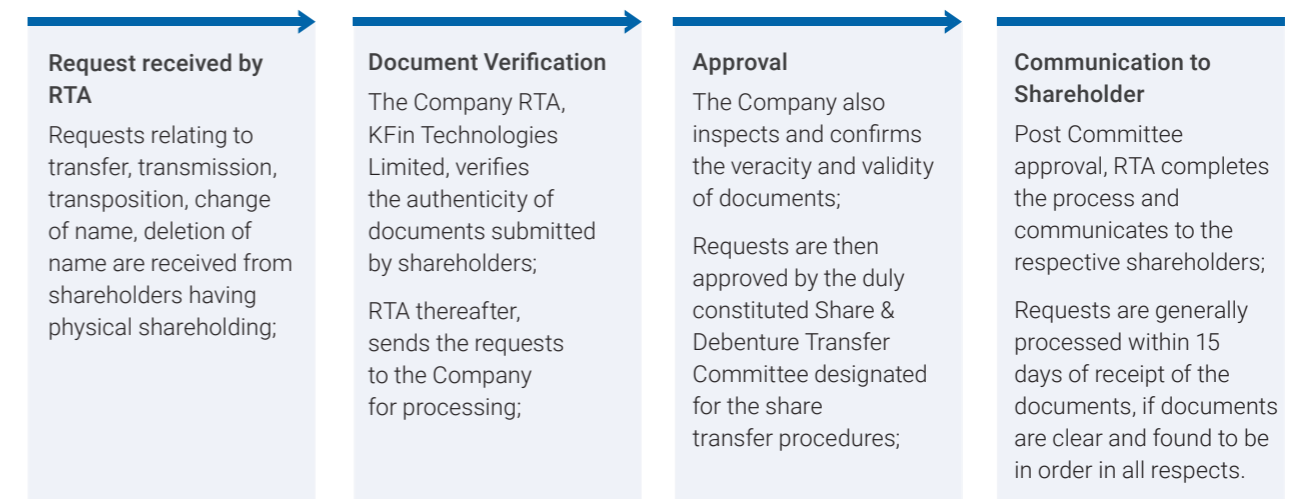 Request received by
RTA
Requests relating to
transfer, transmission,
transposition, change
of name, deletion of
name are received from
shareholders having
physical shareholding;
Document Verification
The Company RTA,
KFin Technologies
Limited, verifies
the authenticity of
documents submitted
by shareholders;
RTA thereafter,
sends the requests
to the Company
for processing;
Approval
The Company also
inspects and confirms
the veracity and validity
of documents;
Requests are then
approved by the duly
constituted Share &
Debenture Transfer
Committee designated
for the share
transfer procedures;
Communication to
Shareholder
Post Committee
approval, RTA completes
the process and
communicates to the
respective shareholders;
Requests are generally
processed within 15
days of receipt of the
documents, if documents
are clear and found to be
in order in all respects.